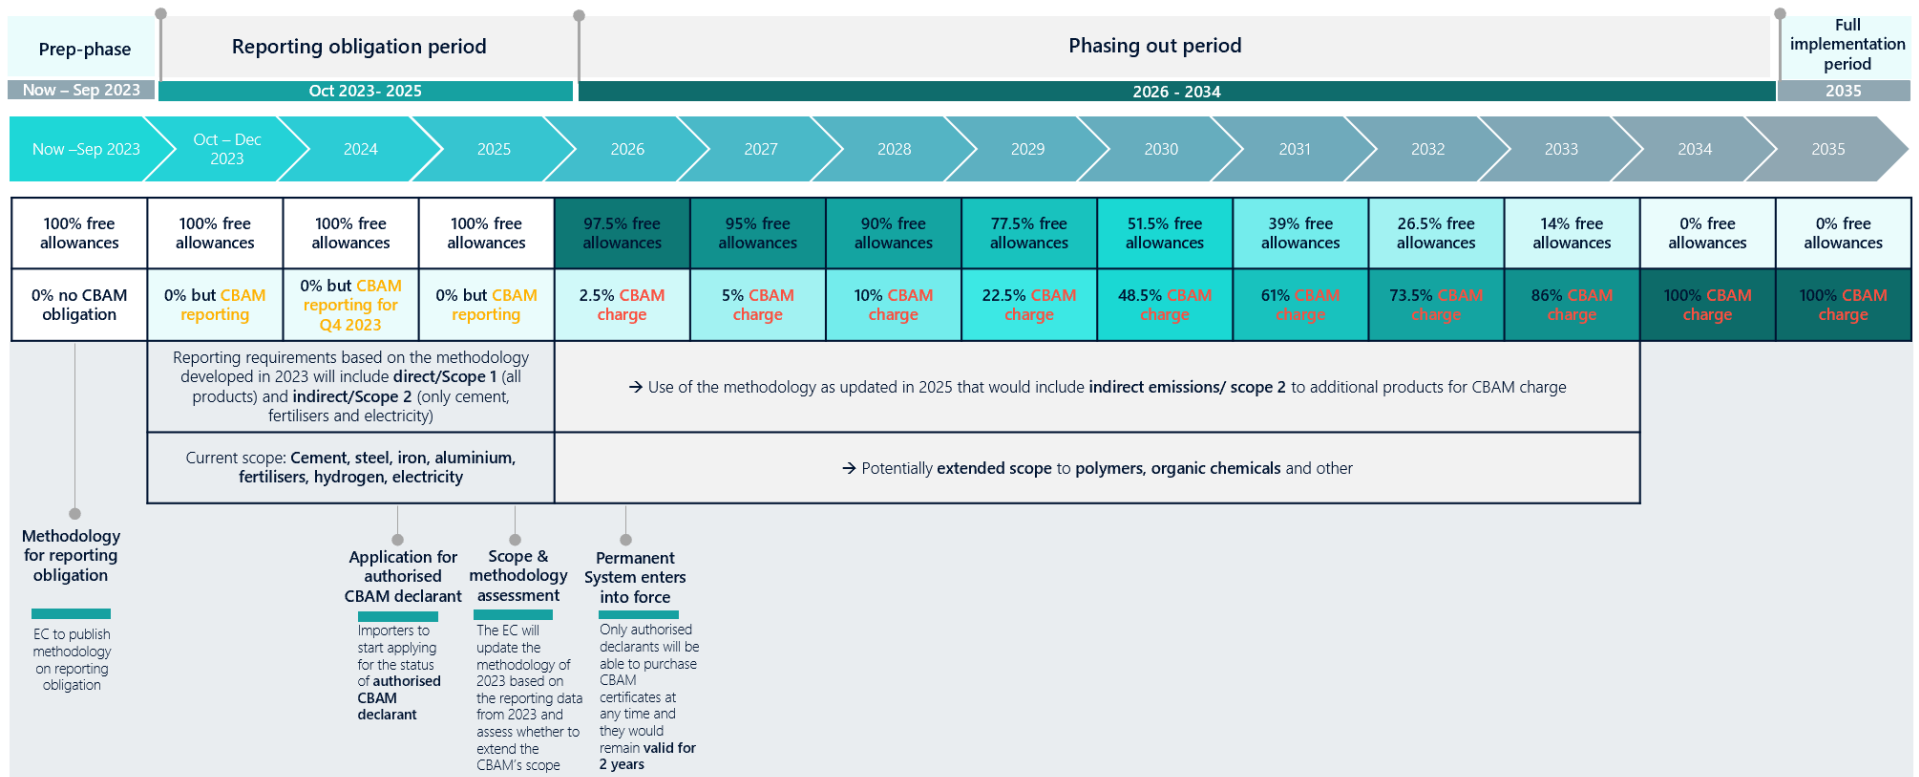 Prep-phase
Reporting obligation period
Phasing out period
Full
implementation
period
Now – Sep 2023
Oct 2023- 2025
2026 - 2034
2035
Now –Sep 2023
Oct – Dec
2023
2024
2025
2026
2027
2028
2029
2030
2031
2032
2033
2034
2035
100% free
allowances
100% free
allowances
100% free
allowances
100% free
allowances
97.5% free
allowances
95% free
allowances
90% free
allowances
77.5% free
allowances
51.5% free
allowances
39% free
allowances
26.5% free
allowances
14% free
allowances
0% free
allowances
0% free
allowances
0% no CBAM
obligation
0% but CBAM
reporting
0% but CBAM
reporting for
Q4 2023
0% but CBAM
reporting
2.5% CBAM
charge
5% CBAM
charge
10% CBAM
charge
22.5% CBAM
charge
48.5% CBAM
charge
61% CBAM
charge
73.5% CBAM
charge
86% CBAM
charge
100% CBAM
charge
100% CBAM
charge
Reporting requirements based on the methodology
developed in 2023 will include direct/Scope 1 (all
products) and indirect/Scope 2 (only cement,
fertilisers and electricity)
→ Use of the methodology as updated in 2025 that would include indirect emissions/ scope 2 to additional products for CBAM charge
Current scope: Cement, steel, iron, aluminium,
fertilisers, hydrogen, electricity
→ Potentially extended scope to polymers, organic chemicals and other
Methodology
for reporting
obligation
EC to publish
methodology
on reporting
obligation
Application for
authorised
CBAM declarant
Importers to
start applying
for the status
of authorised
CBAM
declarant
Scope &
methodology
assessment
The EC will
update the
methodology of
2023 based on
the reporting data
from 2023 and
assess whether to
extend the
CBAM's scope
Permanent
System enters
into force
Only authorised
declarants will be
able to purchase
CBAM
certificates at
any time and
they would
remain valid for
2 years